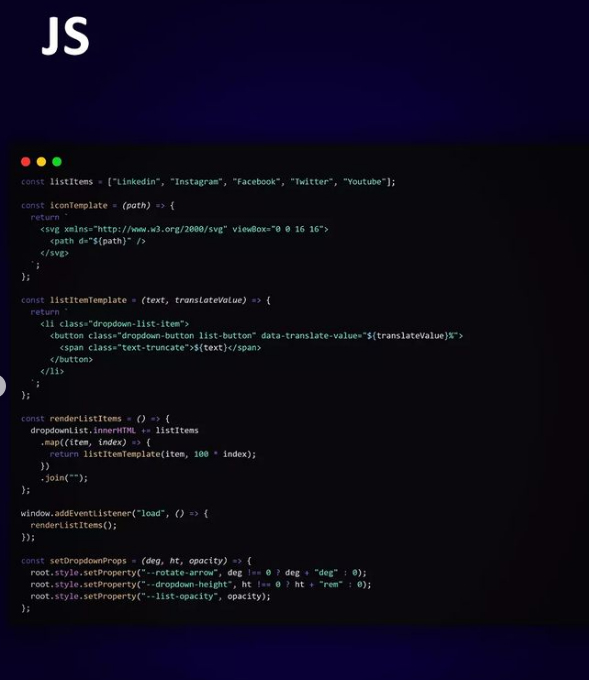 JS
const listItems = ["Linkedin", "Instagram", "Facebook", "Twitter", "Youtube"];
const iconTemplate = (path) => {
return `
<svg xmlns="http://www.w3.org/2000/svg" viewBox="0 0 16 16">
<path d="${path}" />
</svg>
`;
};
const listItemTemplate = (text, translateValue) => {
return `
<li class="dropdown-list-item">
<button class="dropdown-button list-button" data-translate-value="${translateValue}%">
<span class="text-truncate">${text}</span>
</button>
</li>
`;
};
const renderListItems = () => {
dropdownList.innerHTML += listItems
.map((item, index) => {
return listItemTemplate(item, 100 * index);
})
.join("");
};
window.addEventListener("load", () => {
renderListItems();
});
const setDropdownProps = (deg, ht, opacity) => {
root.style.setProperty("--rotate-arrow", deg !== 0 ? deg + "deg" : 0);
root.style.setProperty("--dropdown-height", ht !== 0 ? ht + "rem" : 0);
root.style.setProperty("--list-opacity", opacity);
};